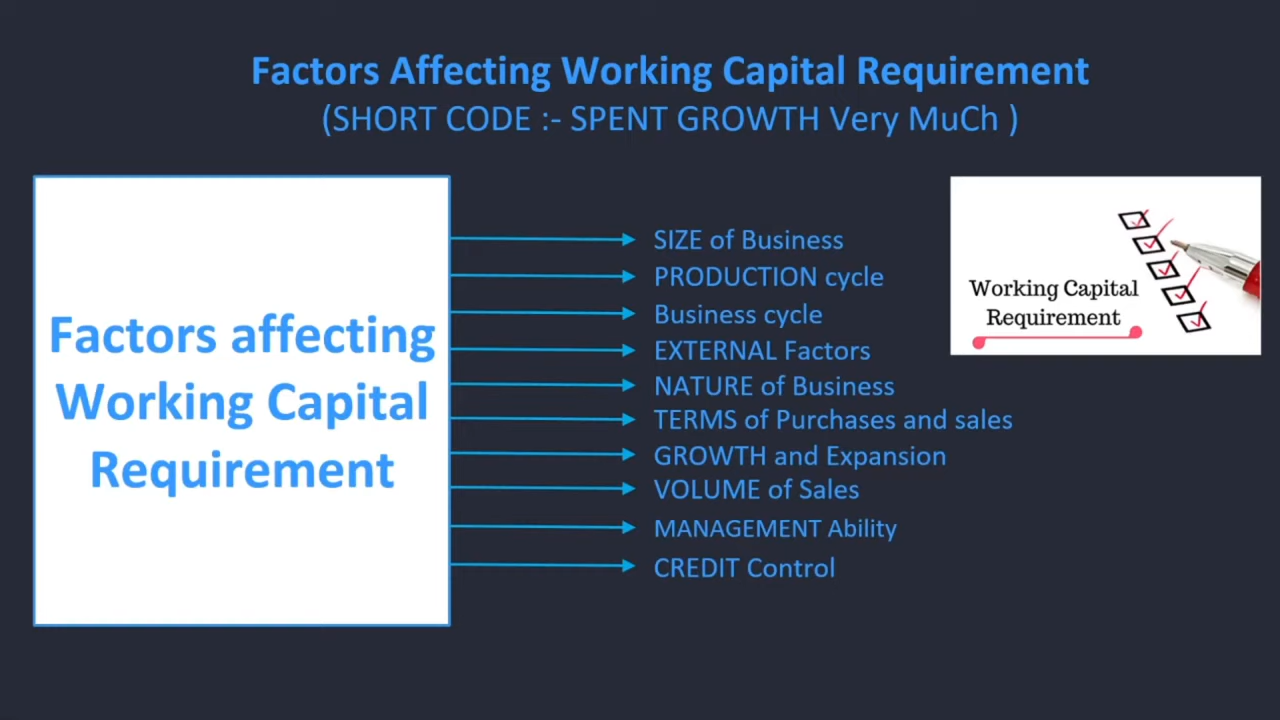 Factors Affecting Working Capital Requirement
(SHORT CODE :- SPENT GROWTH Very MuCh )
Factors affecting
Working Capital
Requirement
SIZE of Business
PRODUCTION cycle
Business cycle
EXTERNAL Factors
NATURE of Business
TERMS of Purchases and sales
GROWTH and Expansion
VOLUME of Sales
MANAGEMENT Ability
CREDIT Control
Working Capital
Requirement